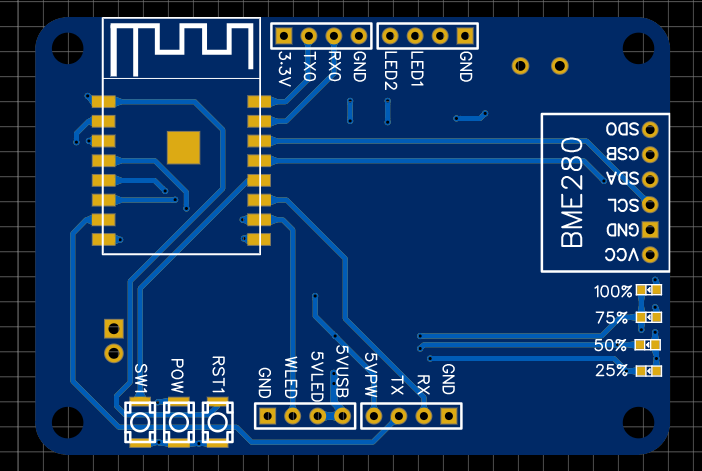 3.3V
TX0
RX0
GND
LED2
LED1
GND
BME280
SDO
CSB
SDA
SCL
GND
VCC
100%
75%
50%
25%
SW1
POW
RST1
GND
WLED
5VLED
5VUSB
5VPW
TX
RX
GND